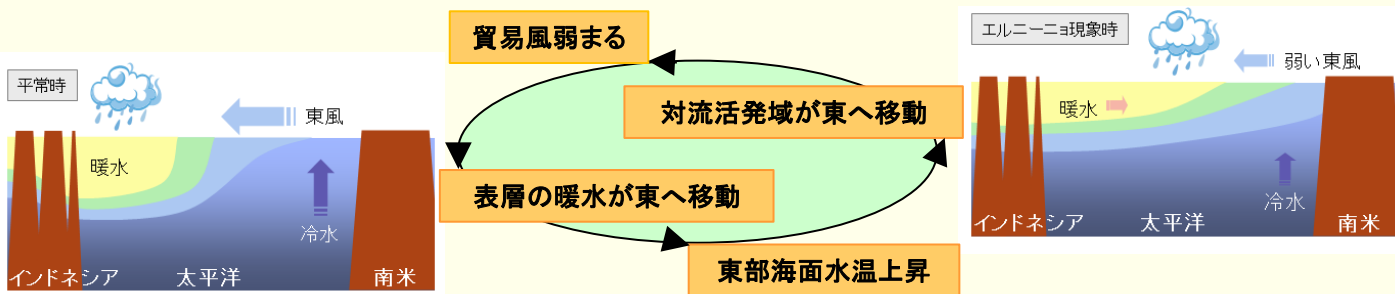 平常時
東風
暖水
冷水
インドネシア
太平洋
南米
貿易風弱まる
対流活発域が東へ移動
表層の暖水が東へ移動
東部海面水温上昇
エルニーニョ現象時
弱い東風
暖水
冷水
インドネシア
太平洋
南米